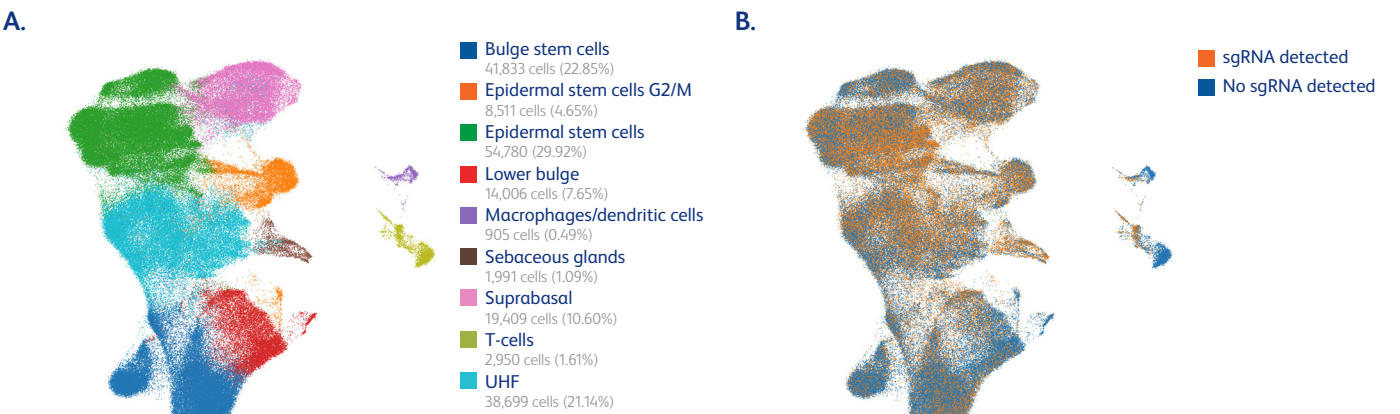 A.
Bulge stem cells
41,833 cells (22.85%)
Epidermal stem cells G2/M
8,511 cells (4.65%)
Epidermal stem cells
54,780 (29.92%)
Lower bulge
14,006 cells (7.65%)
Macrophages/dendritic cells
905 cells (0.49%)
Sebaceous glands
1,991 cells (1.09%)
Suprabasal
19,409 cells (10.60%)
T-cells
2,950 cells (1.61%)
UHF
38,699 cells (21.14%)
B.
sgRNA detected
No sgRNA detected